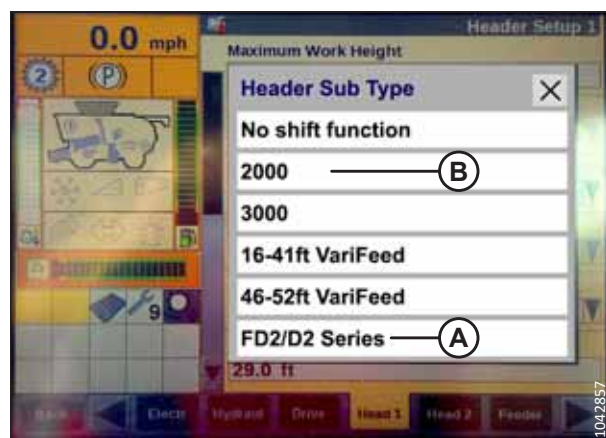 0.0 mph
Header Setup 1
2
P
Maximum Work Height
Header Sub Type
No shift function
2000
B
3000
16-41ft VariFeed
46-52ft VariFeed
9
FD2/D2 Series
A
29.0 ft
Back
Electr
Hydraul
Drive
Head 1
Head 2
Feeder
1042857